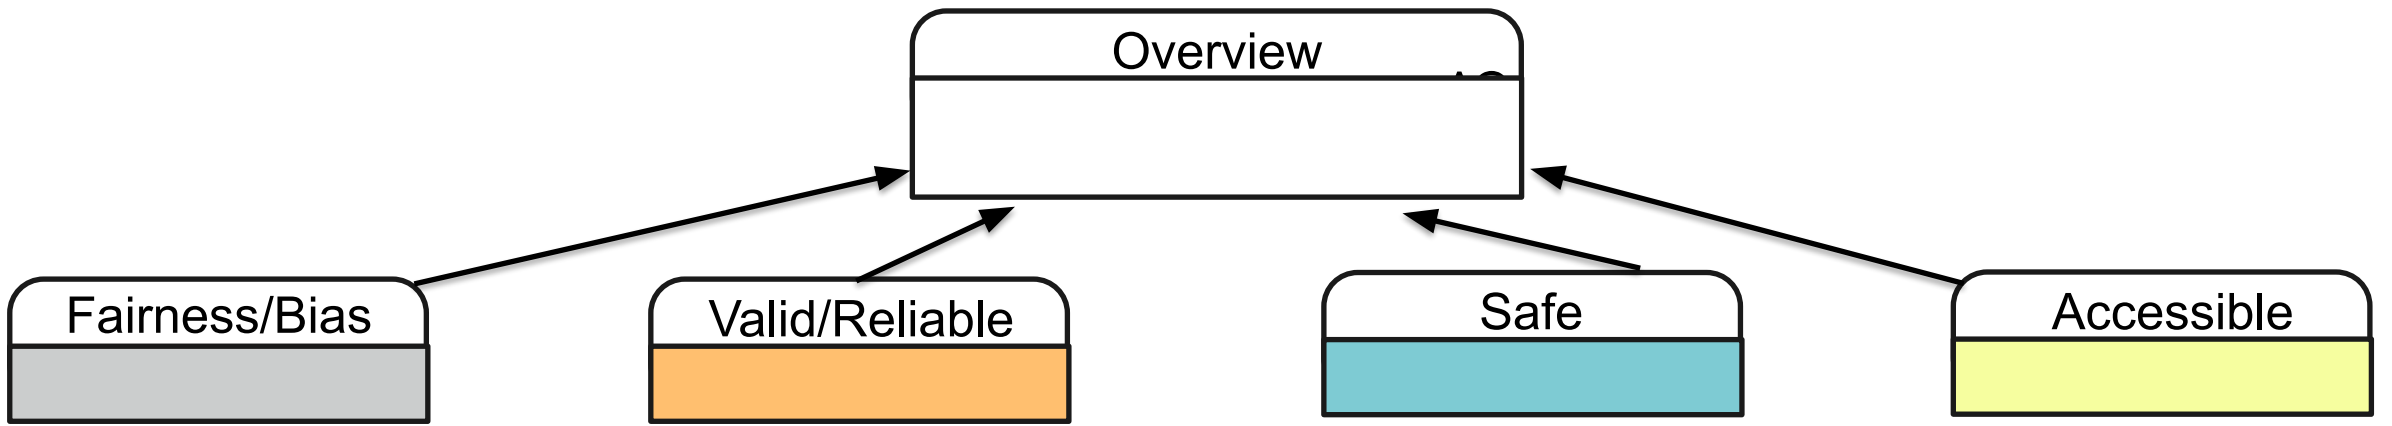 Overview
Fairness/Bias
Valid/Reliable
Safe
Accessible